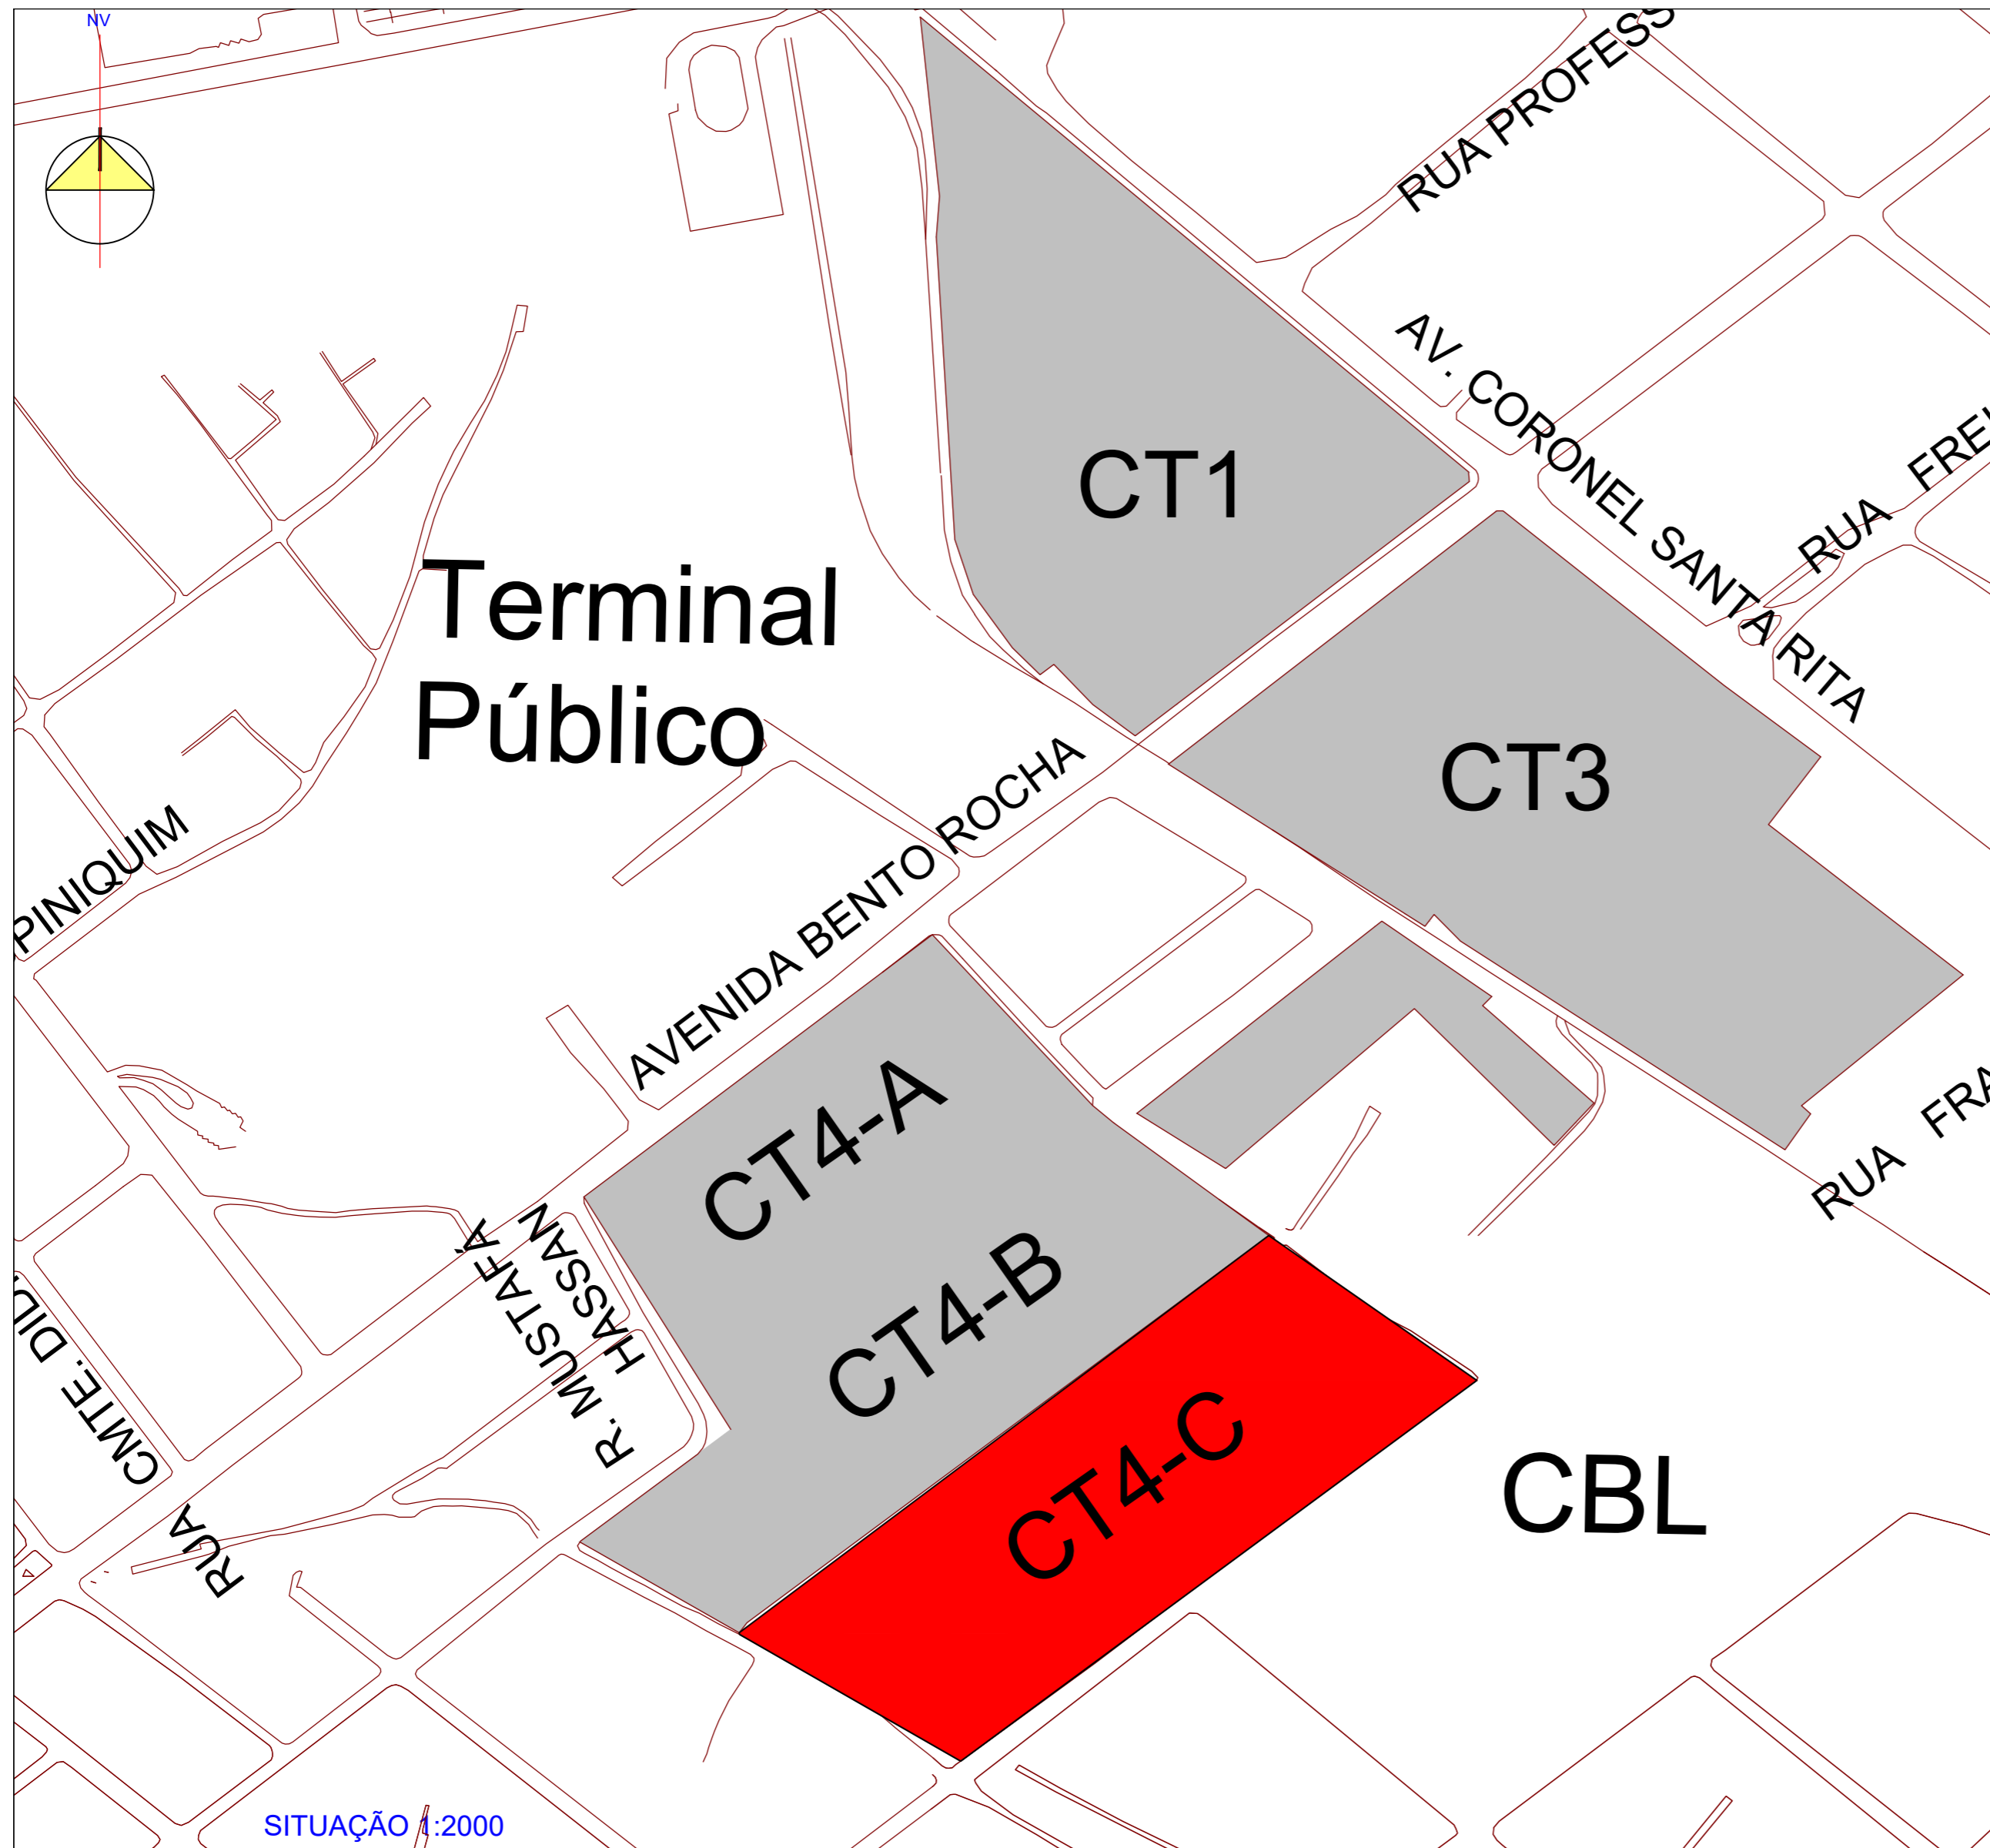 NV
RUA PROFESS
AV. CORONEL SANTA RITA
RUA FREI
CT1
Terminal
Público
CT3
PINIQUIM
AVENIDA BENTO ROCHA
CT4-A
CT4-B
RUA FRA
R. MUSTAFÁ
HASSAN
CMTE. DID
RUA
CT4-C
CBL
SITUAÇÃO 1:2000